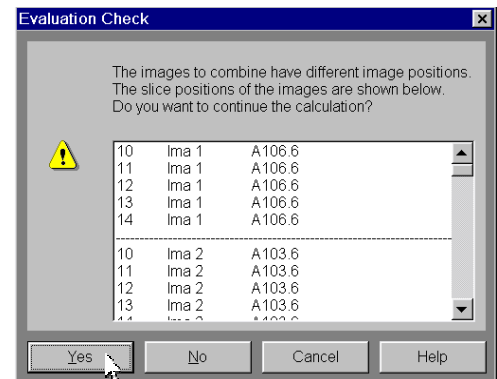 Evaluation Check
The images to combine have different image positions.
The slice positions of the images are shown below.
Do you want to continue the calculation?
10 Ima 1 A106.6
11 Ima 1 A106.6
12 Ima 1 A106.6
13 Ima 1 A106.6
14 Ima 1 A106.6
10 Ima 2 A103.6
11 Ima 2 A103.6
12 Ima 2 A103.6
13 Ima 2 A103.6
Yes No Cancel Help